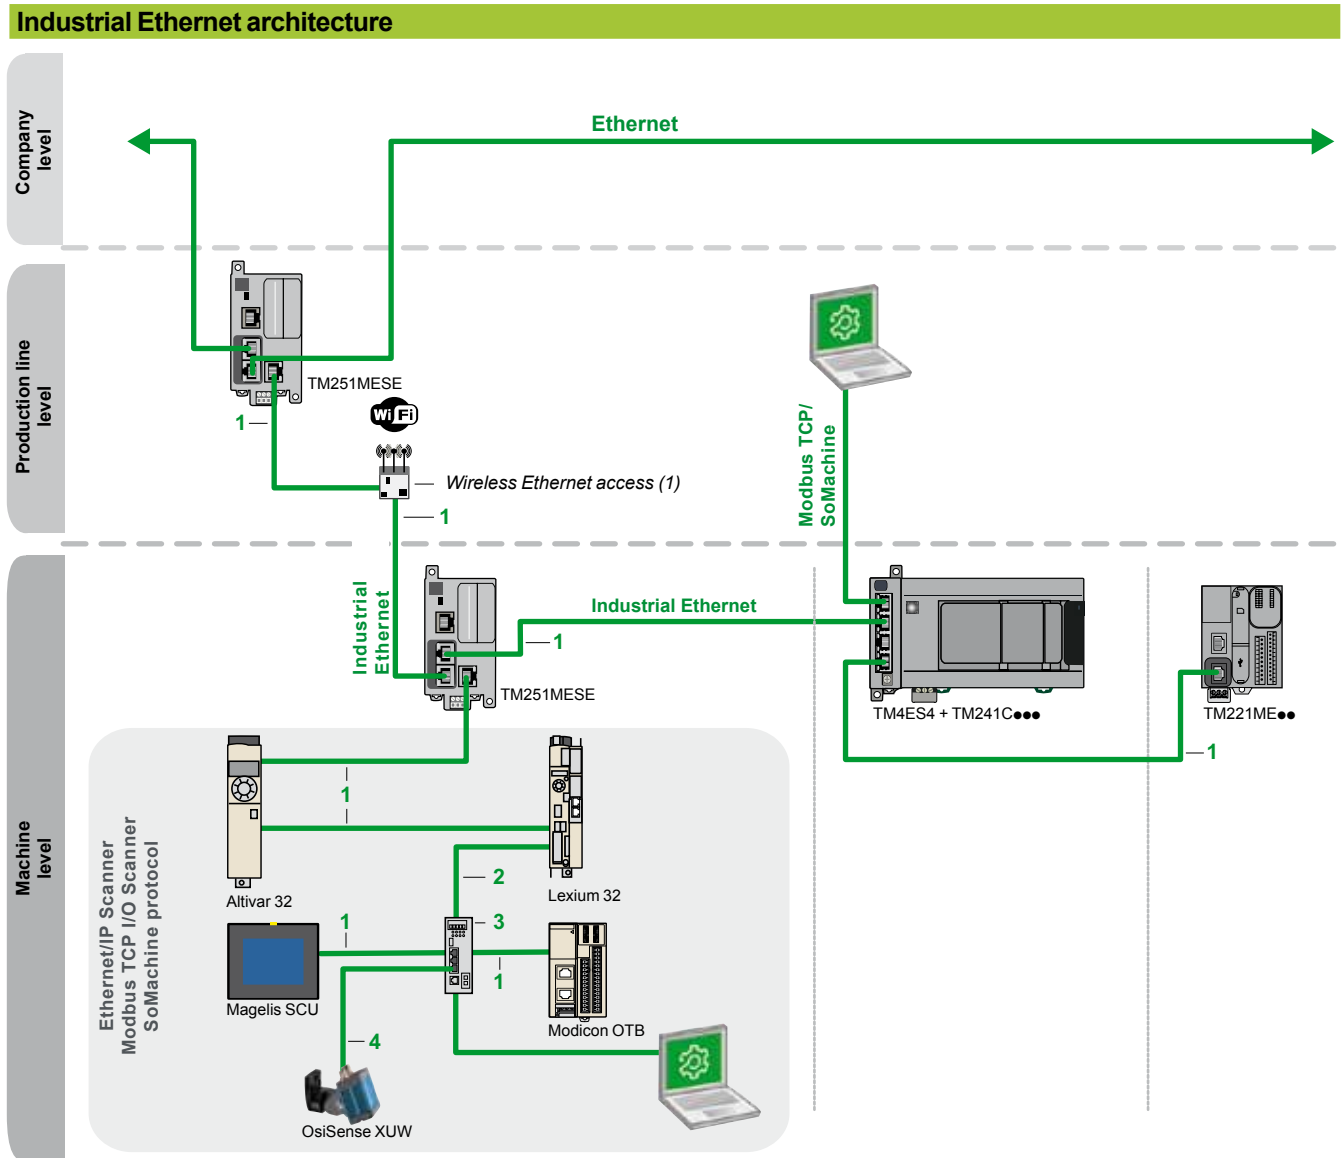 Industrial Ethernet architecture
Company
level
Ethernet
Production line
level
TM251MESE
1
Wi Fi
Wireless Ethernet access (1)
1
Modbus TCP/
SoMachine
Machine
level
Industrial
Ethernet
TM251MESE
Industrial Ethernet
1
TM4ES4 + TM241C●●●
TM221ME●●
1
Ethernet/IP Scanner
Modbus TCP I/O Scanner
SoMachine protocol
1
Altivar 32
2
Lexium 32
1
3
1
Magelis SCU
Modicon OTB
4
OsiSense XUW